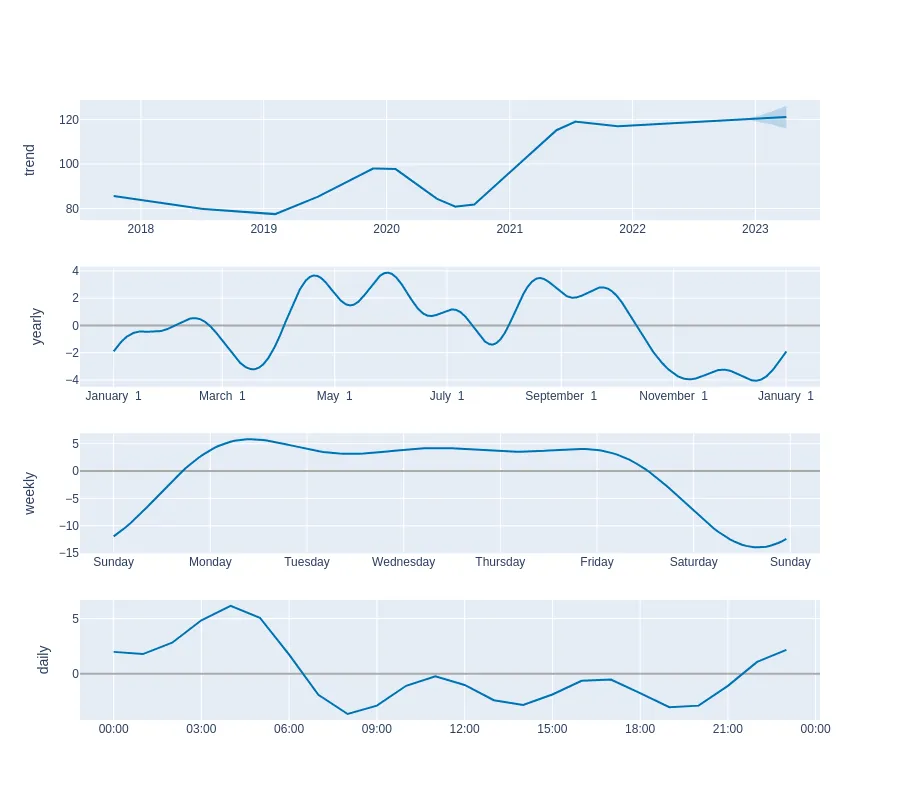 trend
120
100
80
2018 2019 2020 2021 2022 2023
yearly
4
2
0
−2
−4
January 1 March 1 May 1 July 1 September 1 November 1 January 1
weekly
5
0
−5
−10
−15
Sunday Monday Tuesday Wednesday Thursday Friday Saturday Sunday
daily
5
0
00:00 03:00 06:00 09:00 12:00 15:00 18:00 21:00 00:00